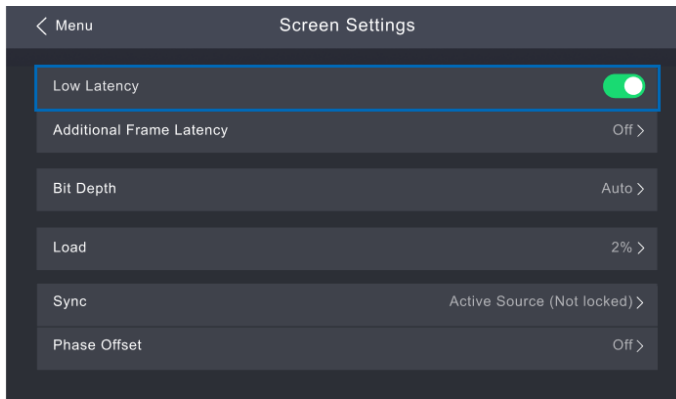 Menu
Screen Settings
Low Latency
Additional Frame Latency Off
Bit Depth Auto
Load 2%
Sync Active Source (Not locked)
Phase Offset Off